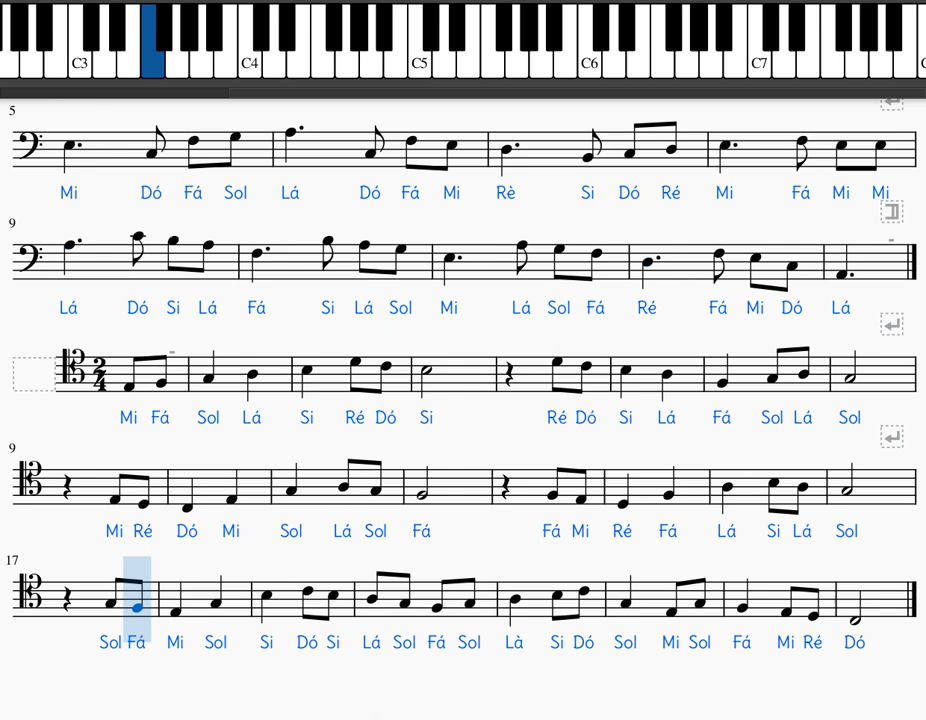 C3 C4 C5 C6 C7 C
5
Mi Dó Fá Sol Lá Dó Fá Mi Rè Si Dó Ré Mi Fá Mi Mi
9
Lá Dó Si Lá Fá Si Lá Sol Mi Lá Sol Fá Ré Fá Mi Dó Lá
2
4
Mi Fá Sol Lá Si Ré Dó Si Ré Dó Si Lá Fá Sol Lá Sol
9
Mi Ré Dó Mi Sol Lá Sol Fá Fá Mi Ré Fá Lá Si Lá Sol
17
Sol Fá Mi Sol Si Dó Si Lá Sol Fá Sol Là Si Dó Sol Mi Sol Fá Mi Ré Dó